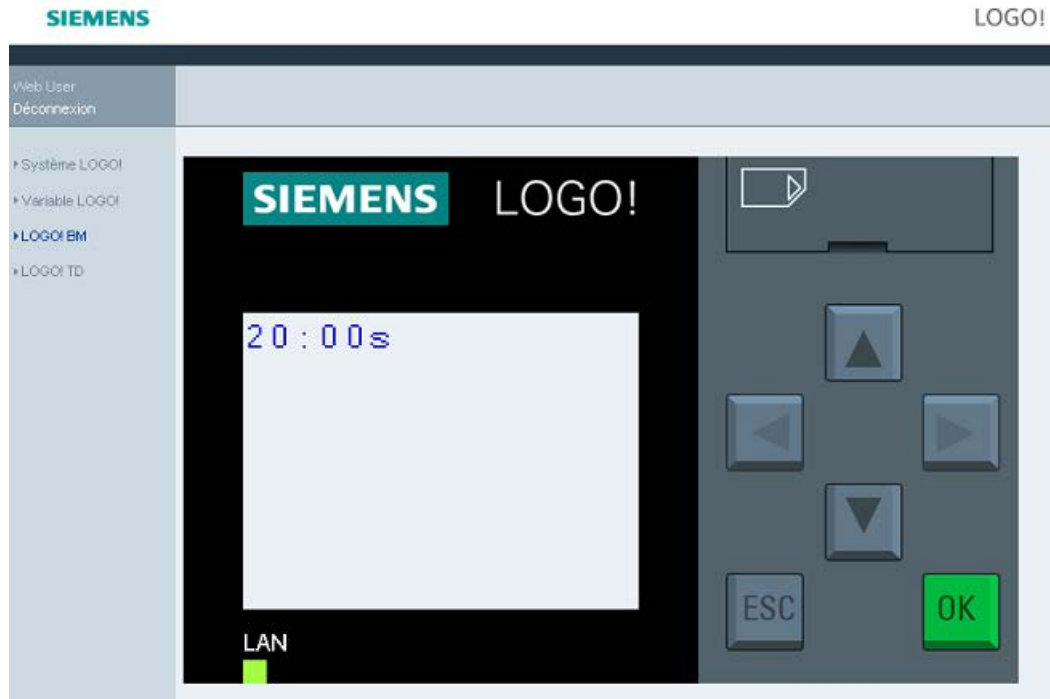 SIEMENS
LOGO!
Web User
Déconnexion
Système LOGO!
Variable LOGO!
LOGO! BM
LOGO! TD
SIEMENS LOGO!
20:00s
ESC
OK
LAN